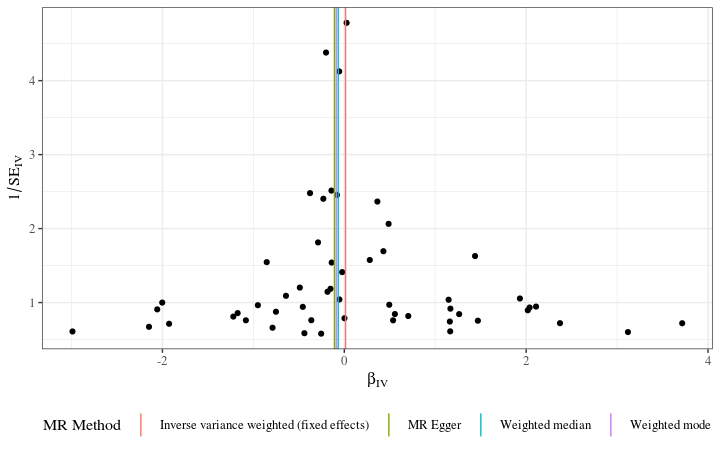 4
3
2
1
1/SE_IV
-2
0
2
4
β_IV
MR Method
Inverse variance weighted (fixed effects)
MR Egger
Weighted median
Weighted mode